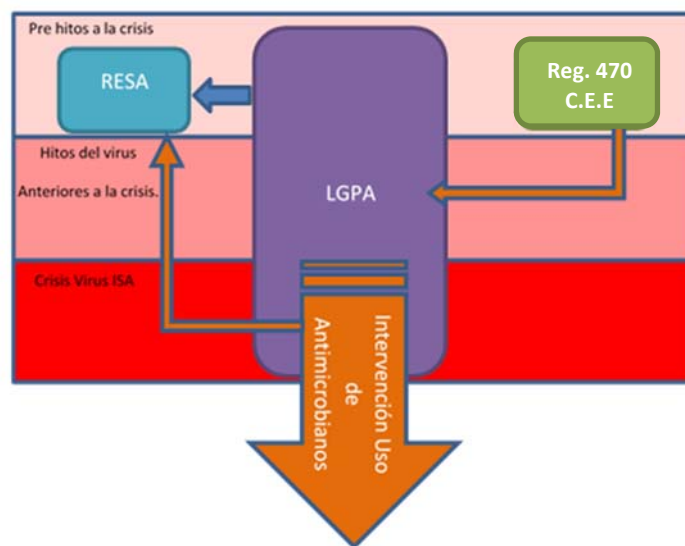 Pre hitos a la crisis
RESA
Reg. 470
C.E.E
Hitos del virus
Anteriores a la crisis.
LGPA
Crisis Virus ISA
Intervención Uso
de
Antimicrobianos